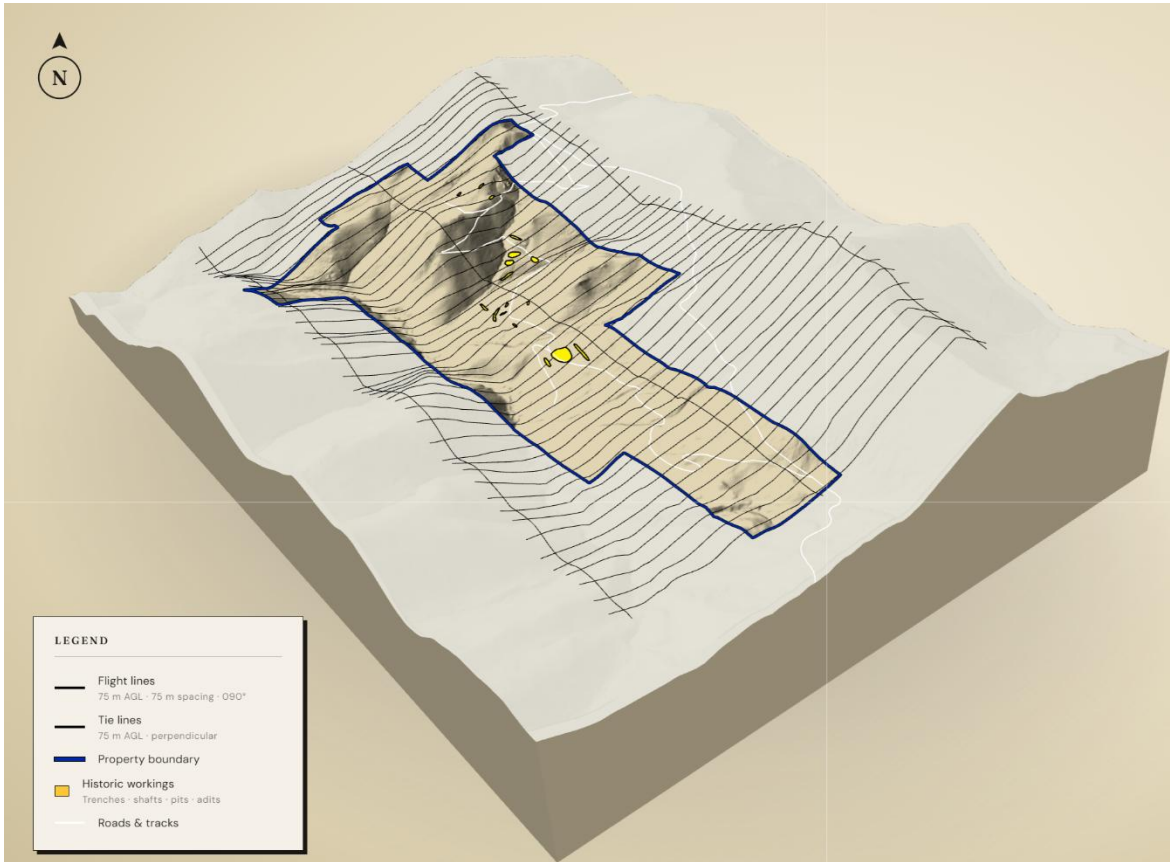 N
LEGEND
Flight lines
75 m AGL · 75 m spacing · 090°
Tie lines
75 m AGL · perpendicular
Property boundary
Historic workings
Trenches · shafts · pits · adits
Roads & tracks